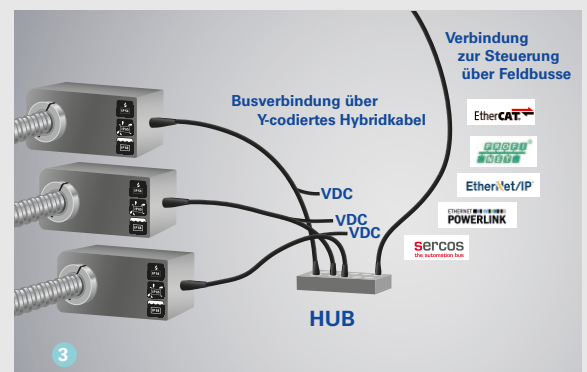 Verbindung
zur Steuerung
über Feldbusse
Busverbindung über
Y-codiertes Hybridkabel
EtherCAT
PROFI
NET
EtherNet/IP
ETHERNET
POWERLINK
sercos
the automation bus
VDC
VDC
VDC
HUB
3